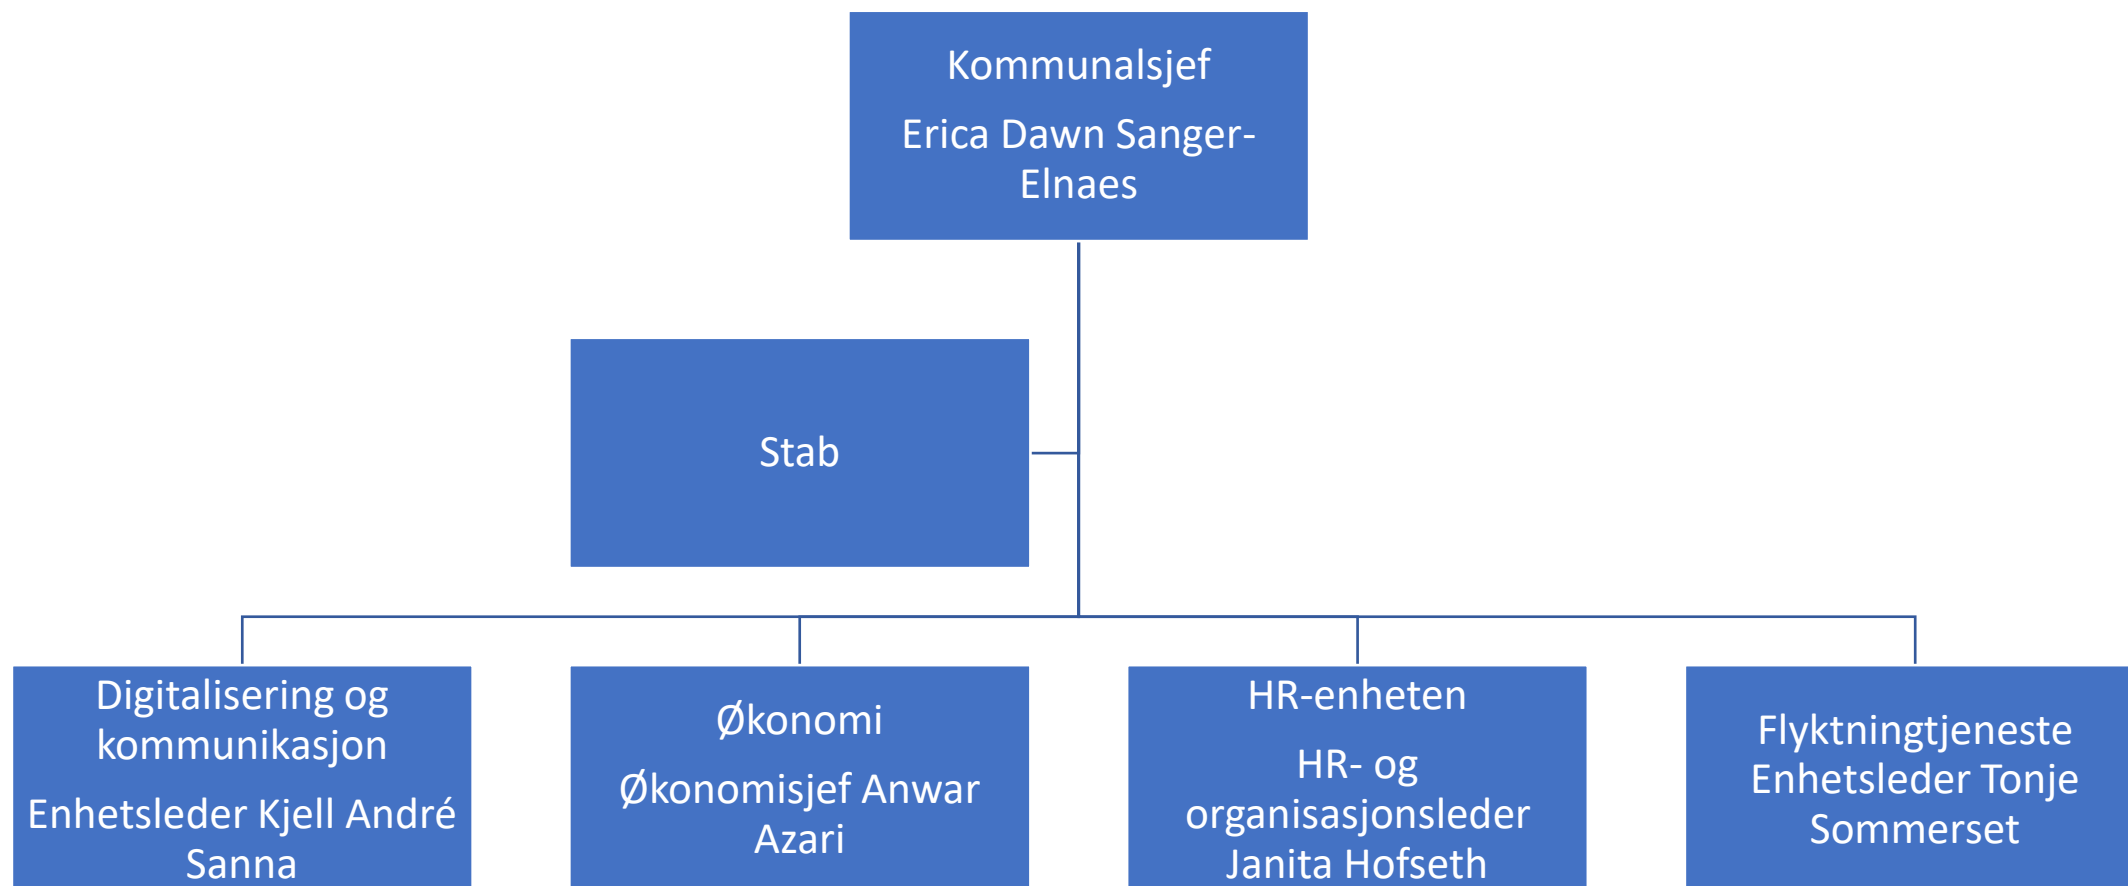 Kommunalsjef
Erica Dawn Sanger-
Elnaes
Stab
Digitalisering og
kommunikasjon
Enhetsleder Kjell André
Sanna
Økonomi
Økonomisjef Anwar
Azari
HR-enheten
HR- og
organisasjonsleder
Janita Hofseth
Flyktningtjeneste
Enhetsleder Tonje
Sommerset